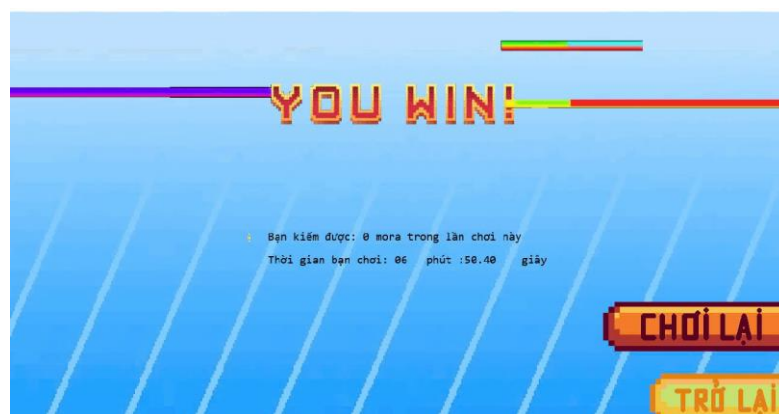 YOU WIN!
Bạn kiếm được: 0 mora trong lần chơi này
Thời gian bạn chơi: 06 phút :50.40 giây
CHƠI LẠI
TRỞ LẠI